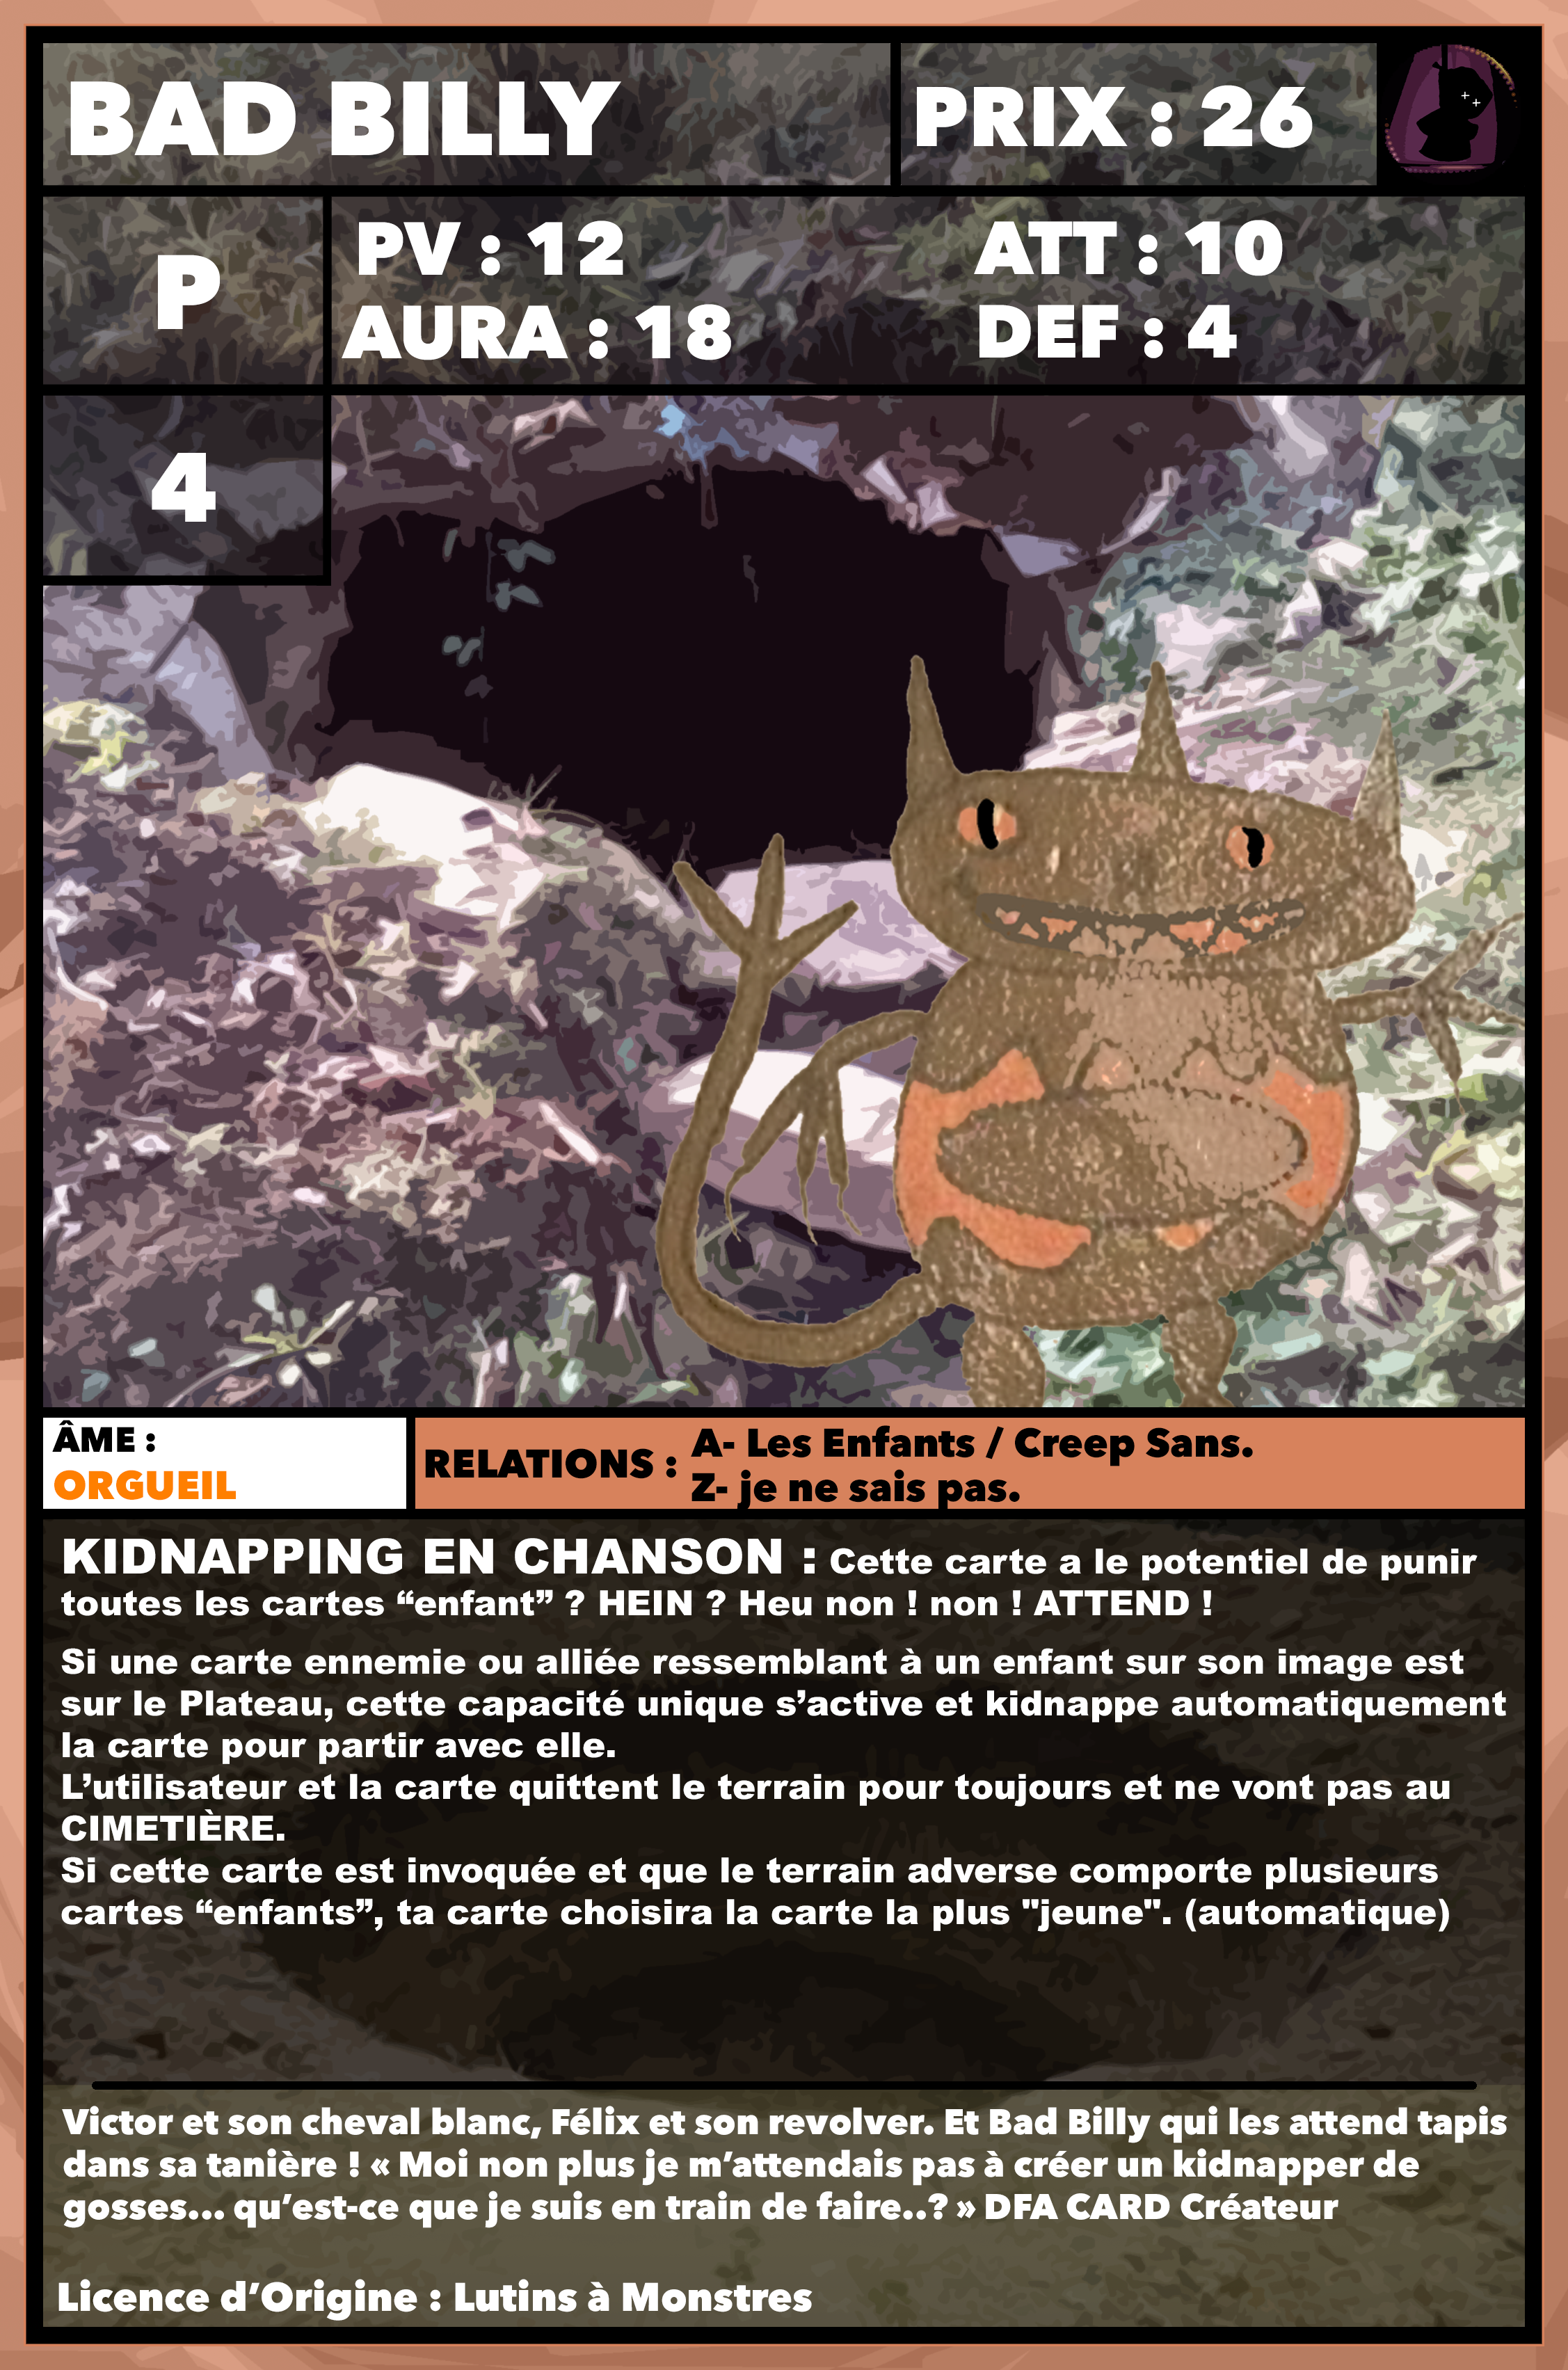 BAD BILLY
PRIX : 26
P
PV : 12
ATT : 10
AURA : 18
DEF : 4
4
ÂME :
ORGUEIL
RELATIONS :
A- Les Enfants / Creep Sans.
Z- je ne sais pas.
KIDNAPPING EN CHANSON : Cette carte a le potentiel de punir
toutes les cartes “enfant” ? HEIN ? Heu non ! non ! ATTEND !
Si une carte ennemie ou alliée ressemblant à un enfant sur son image est
sur le Plateau, cette capacité unique s’active et kidnappe automatiquement
la carte pour partir avec elle.
L’utilisateur et la carte quittent le terrain pour toujours et ne vont pas au
CIMETIÈRE.
Si cette carte est invoquée et que le terrain adverse comporte plusieurs
cartes “enfants”, ta carte choisira la carte la plus "jeune". (automatique)
Victor et son cheval blanc, Félix et son revolver. Et Bad Billy qui les attend tapis
dans sa tanière ! « Moi non plus je m’attendais pas à créer un kidnapper de
gosses... qu’est-ce que je suis en train de faire..? » DFA CARD Créateur
Licence d’Origine : Lutins à Monstres